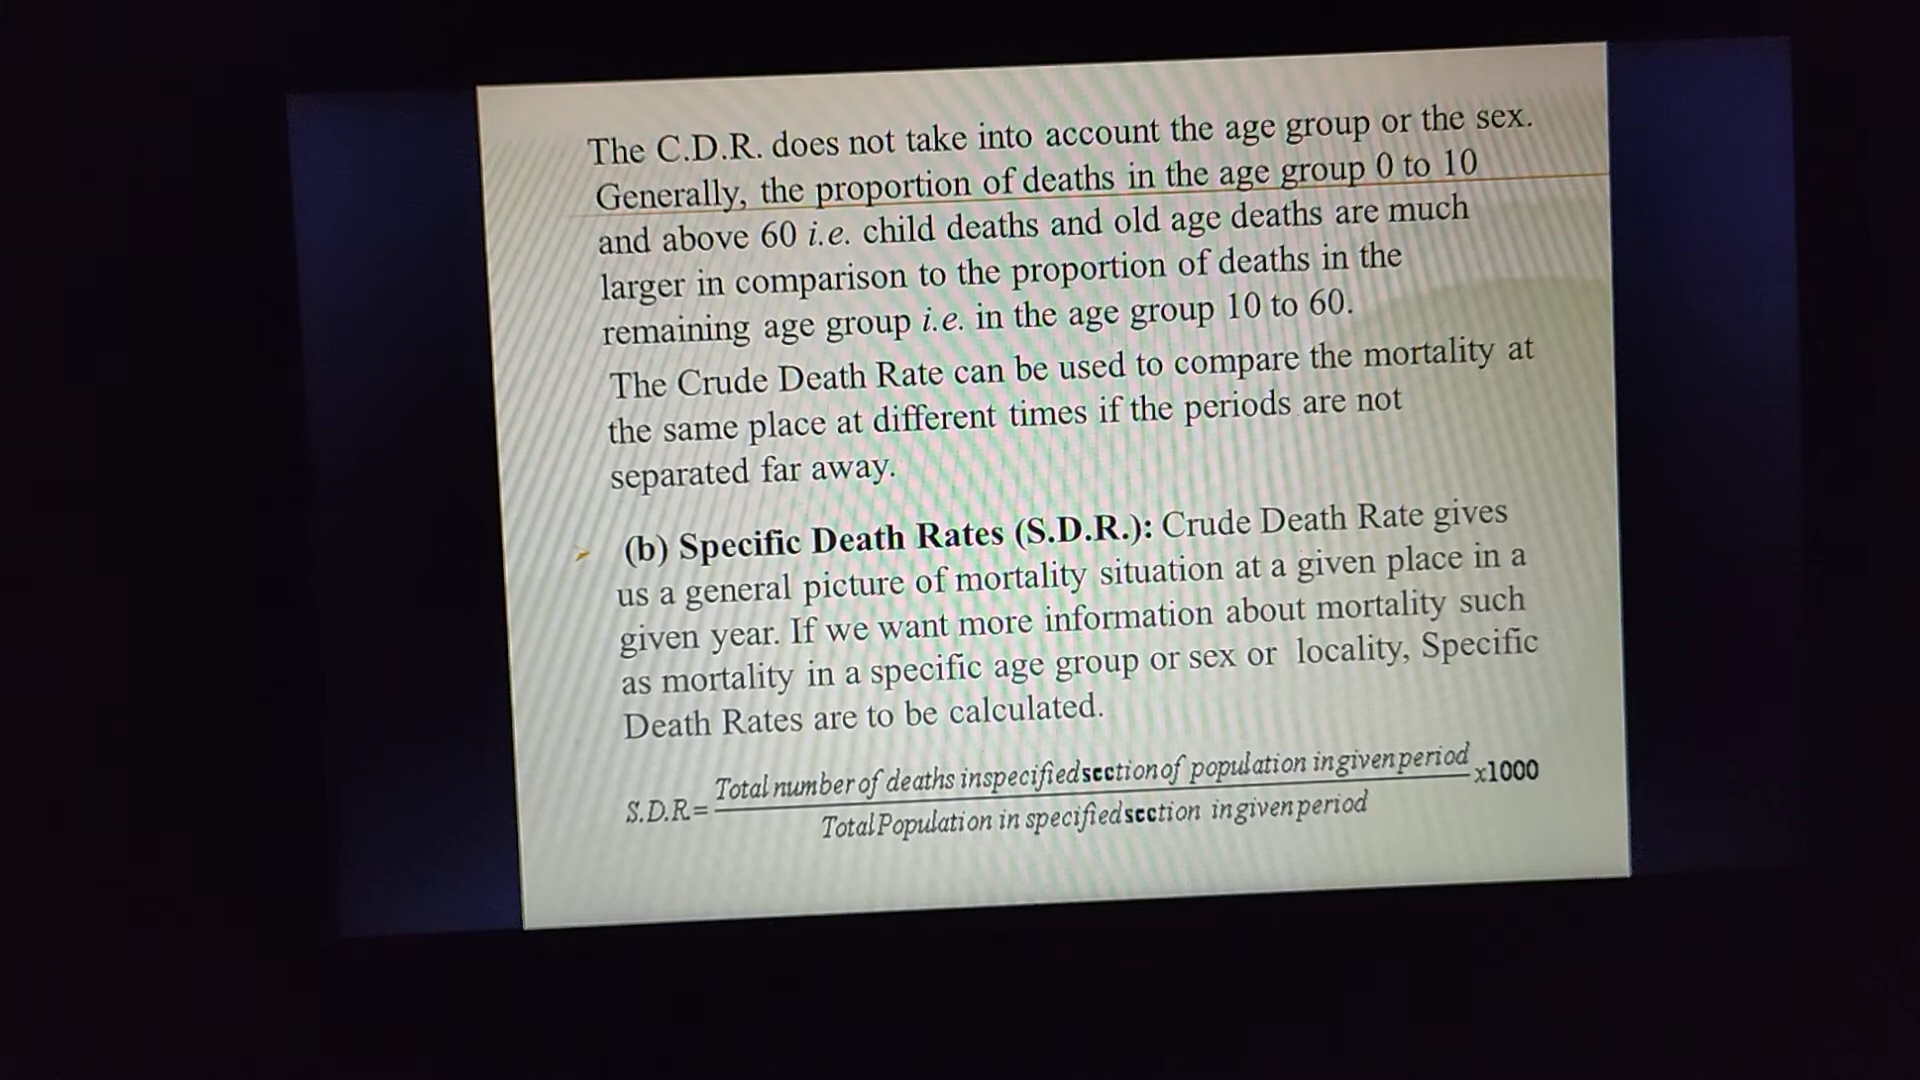 The C.D.R. does not take into account the age group or the sex.
Generally, the proportion of deaths in the age group 0 to 10
and above 60 i.e. child deaths and old age deaths are much
larger in comparison to the proportion of deaths in the
remaining age group i.e. in the age group 10 to 60.
The Crude Death Rate can be used to compare the mortality at
the same place at different times if the periods are not
separated far away.
➢ (b) Specific Death Rates (S.D.R.): Crude Death Rate gives
us a general picture of mortality situation at a given place in a
given year. If we want more information about mortality such
as mortality in a specific age group or sex or locality, Specific
Death Rates are to be calculated.
S.D.R= Total number of deaths inspecifiedsection of population ingivenperiod x1000
Total Population in specifiedsection ingivenperiod